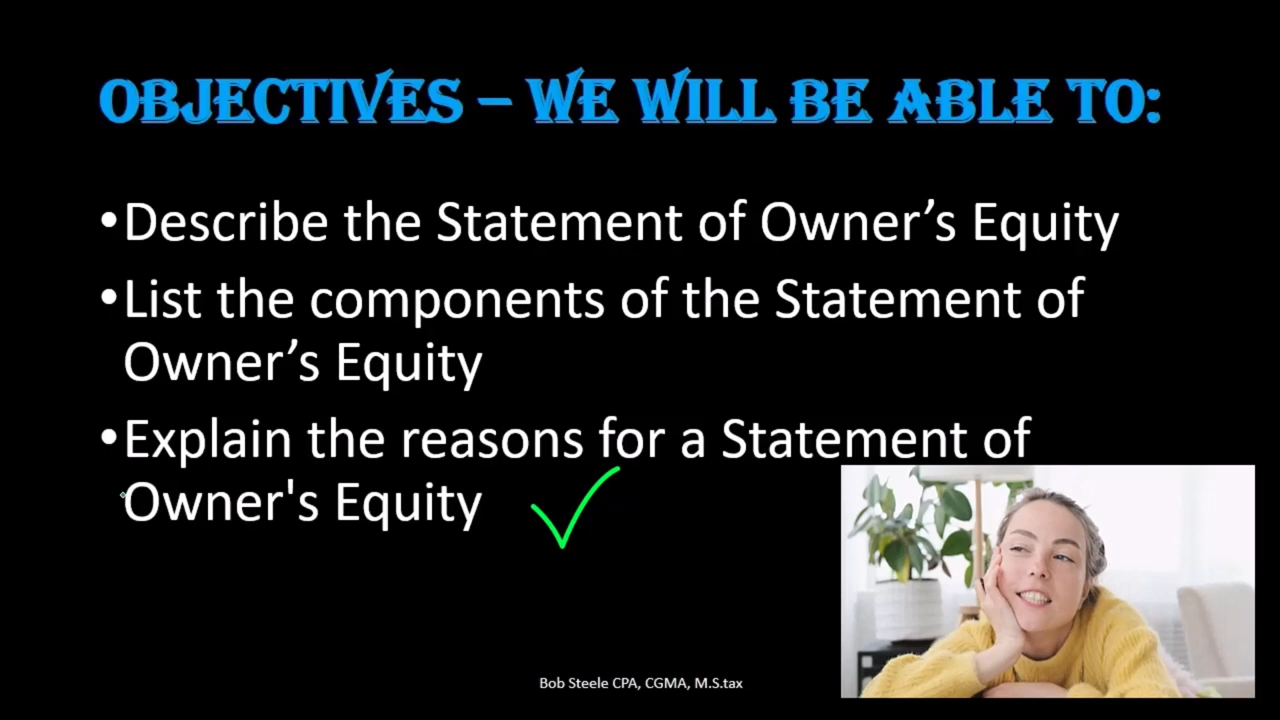 OBJECTIVES – WE WILL BE ABLE TO:
•Describe the Statement of Owner’s Equity
•List the components of the Statement of
Owner’s Equity
•Explain the reasons for a Statement of
Owner's Equity
Bob Steele CPA, CGMA, M.S.tax